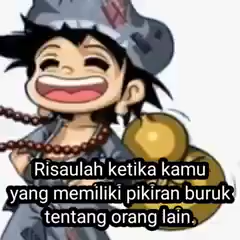 Risaulah ketika kamu
yang memiliki pikiran buruk
tentang orang lain.